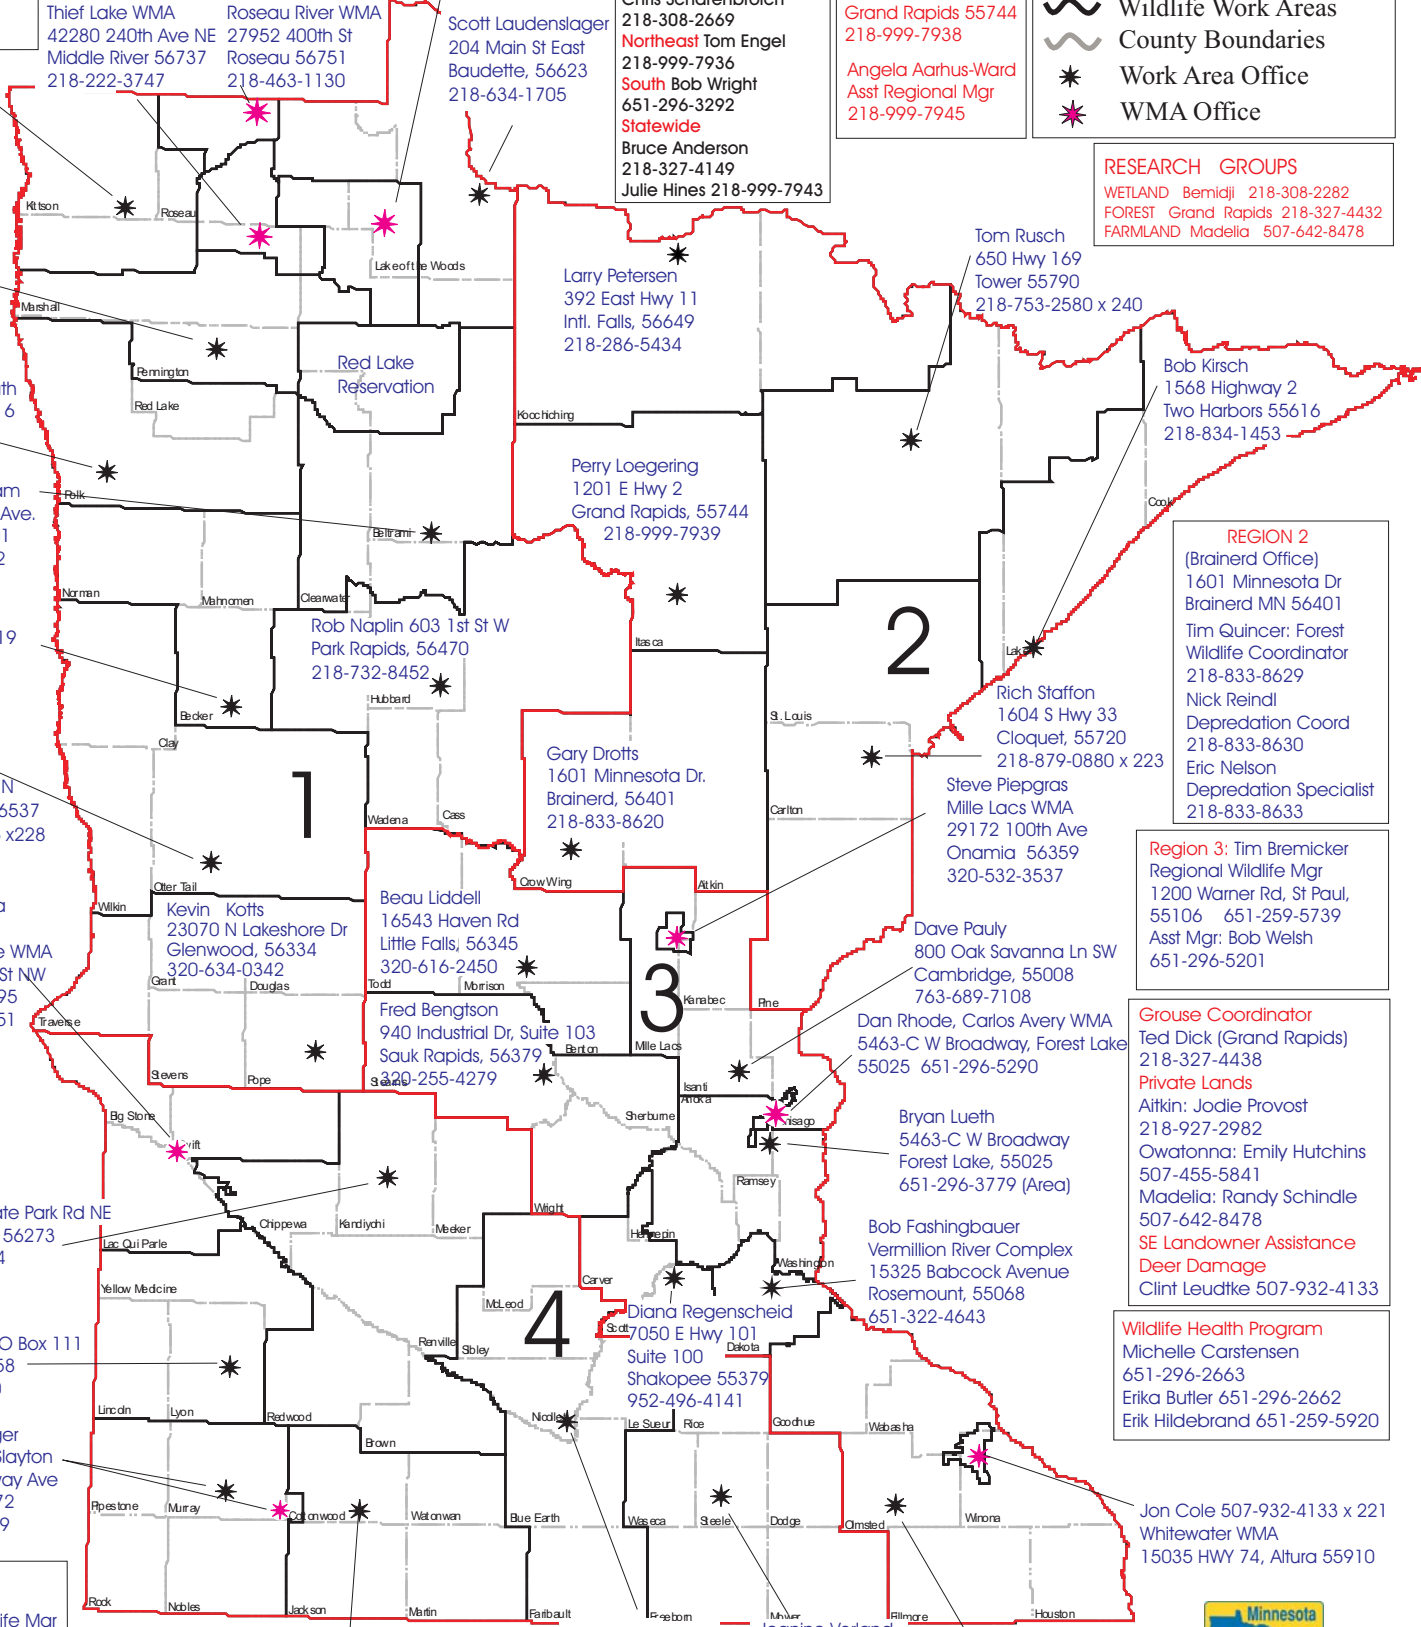 Thief Lake WMA
42280 240th Ave NE
Middle River 56737
218-222-3747
Roseau River WMA
27952 400th St
Roseau 56751
218-463-1130
Scott Laudenslager
204 Main St East
Baudette, 56623
218-634-1705
218-308-2669
Northeast Tom Engel
218-999-7936
South Bob Wright
651-296-3292
Statewide
Bruce Anderson
218-327-4149
Julie Hines 218-999-7943
Grand Rapids 55744
218-999-7938
Angela Aarhus-Ward
Asst Regional Mgr
218-999-7945
Wildlife Work Areas
County Boundaries
Work Area Office
WMA Office
RESEARCH GROUPS
WETLAND Bemidji 218-308-2282
FOREST Grand Rapids 218-327-4432
FARMLAND Madelia 507-642-8478
Kittson
Roseau
Lake of the Woods
Marshall
Pennington
Red Lake
Red Lake
Reservation
Larry Petersen
392 East Hwy 11
Intl. Falls, 56649
218-286-5434
Tom Rusch
650 Hwy 169
Tower 55790
218-753-2580 x 240
Bob Kirsch
1568 Highway 2
Two Harbors 55616
218-834-1453
Koochiching
6
Perry Loegering
1201 E Hwy 2
Grand Rapids, 55744
218-999-7939
Polk
Ave.
Beltrami
Cook
REGION 2
(Brainerd Office)
1601 Minnesota Dr
Brainerd MN 56401
Tim Quincer: Forest
Wildlife Coordinator
218-833-8629
Nick Reindl
Depredation Coord
218-833-8630
Eric Nelson
Depredation Specialist
218-833-8633
Norman
Mahnomen
Clearwater
Rob Naplin 603 1st St W
Park Rapids, 56470
218-732-8452
19
Itasca
2
Lake
Hubbard
Becker
Clay
St. Louis
Rich Staffon
1604 S Hwy 33
Cloquet, 55720
218-879-0880 x 223
Gary Drotts
1601 Minnesota Dr.
Brainerd, 56401
218-833-8620
Steve Piepgras
Mille Lacs WMA
29172 100th Ave
Onamia 56359
320-532-3537
N
6537
x228
1
Wadena
Cass
Carlton
Region 3: Tim Bremicker
Regional Wildlife Mgr
1200 Warner Rd, St Paul,
55106 651-259-5739
Asst Mgr: Bob Welsh
651-296-5201
Otter Tail
Crow Wing
Aitkin
Wilkin
Kevin Kotts
23070 N Lakeshore Dr
Glenwood, 56334
320-634-0342
Beau Liddell
16543 Haven Rd
Little Falls, 56345
320-616-2450
Dave Pauly
800 Oak Savanna Ln SW
Cambridge, 55008
763-689-7108
WMA
St NW
95
51
Grant
Douglas
Todd
Morrison
3
Kanabec
Pine
Traverse
Fred Bengtson
940 Industrial Dr, Suite 103
Sauk Rapids, 56379
320-255-4279
Dan Rhode, Carlos Avery WMA
5463-C W Broadway, Forest Lake
55025 651-296-5290
Grouse Coordinator
Ted Dick (Grand Rapids)
218-327-4438
Private Lands
Aitkin: Jodie Provost
218-927-2982
Owatonna: Emily Hutchins
507-455-5841
Madelia: Randy Schindle
507-642-8478
SE Landowner Assistance
Deer Damage
Clint Leudtke 507-932-4133
Benton
Mille Lacs
Stevens
Pope
Stearns
Isanti
Anoka
Big Stone
Swift
Sherburne
Chisago
Bryan Lueth
5463-C W Broadway
Forest Lake, 55025
651-296-3779 (Area)
Ramsey
Park Rd NE
56273
4
Chippewa
Kandiyohi
Meeker
Wright
Hennepin
Lac Qui Parle
Bob Fashingbauer
Vermillion River Complex
15325 Babcock Avenue
Rosemount, 55068
651-322-4643
Washington
Yellow Medicine
Carver
McLeod
4
Scott
Diana Regenscheid
7050 E Hwy 101
Suite 100
Shakopee 55379
952-496-4141
Dakota
Wildlife Health Program
Michelle Carstensen
651-296-2663
Erika Butler 651-296-2662
Erik Hildebrand 651-259-5920
O Box 111
58
Renville
Sibley
Lincoln
Lyon
Redwood
Brown
Nicollet
Le Sueur
Rice
Goodhue
Wabasha
Slayton
way Ave
72
9
Pipestone
Murray
Cottonwood
Watonwan
Blue Earth
Waseca
Steele
Dodge
Olmsted
Winona
Jon Cole 507-932-4133 x 221
Whitewater WMA
15035 HWY 74, Altura 55910
Rock
Nobles
Jackson
Martin
Faribault
Freeborn
Mower
Fillmore
Houston
Minnesota